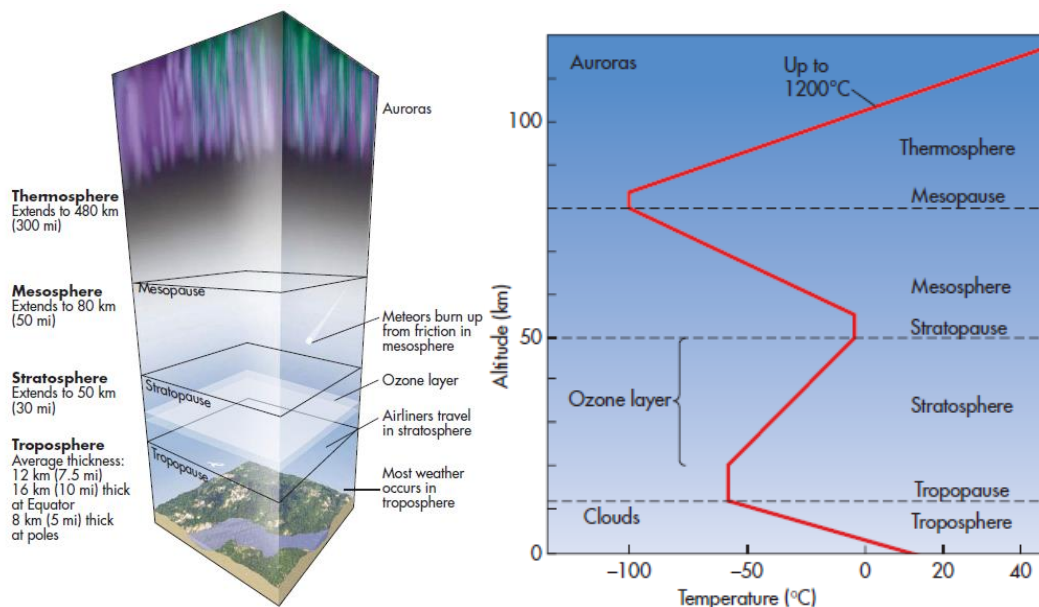 Auroras
Thermosphere
Extends to 480 km
(300 mi)
Mesopause
Mesosphere
Extends to 80 km
(50 mi)
Meteors burn up
from friction in
mesosphere
Stratosphere
Extends to 50 km
(30 mi)
Stratopause
Ozone layer
Airliners travel
in stratosphere
Troposphere
Average thickness:
12 km (7.5 mi)
16 km (10 mi) thick
at Equator
8 km (5 mi) thick
at poles
Tropopause
Most weather
occurs in
troposphere
Auroras
Up to
1200°C
100
Thermosphere
Mesopause
Mesosphere
Altitude (km)
Stratopause
50
Ozone layer
Stratosphere
Tropopause
Clouds
Troposphere
0
–100
–50
0
20
40
Temperature (°C)